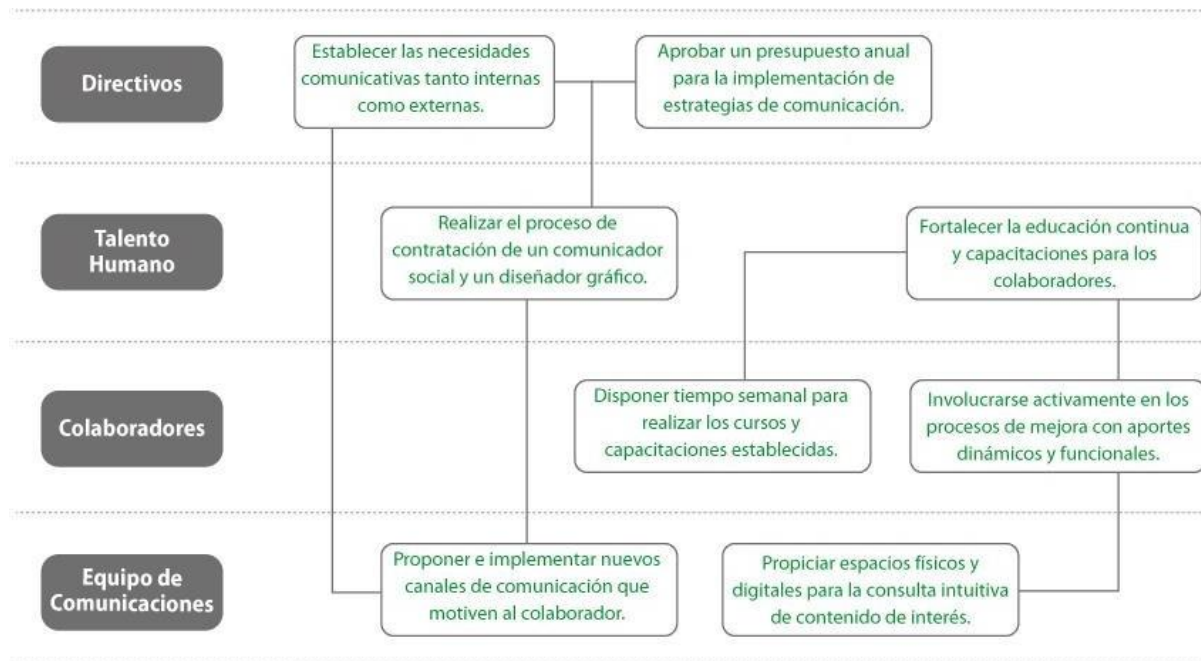 Directivos
Establecer las necesidades
comunicativas tanto internas
como externas.
Aprobar un presupuesto anual
para la implementación de
estrategias de comunicación.
Talento
Humano
Realizar el proceso de
contratación de un comunicador
social y un diseñador gráfico.
Fortalecer la educación continua
y capacitaciones para los
colaboradores.
Colaboradores
Disponer tiempo semanal para
realizar los cursos y
capacitaciones establecidas.
Involucrarse activamente en los
procesos de mejora con aportes
dinámicos y funcionales.
Equipo de
Comunicaciones
Proponer e implementar nuevos
canales de comunicación que
motiven al colaborador.
Propiciar espacios físicos y
digitales para la consulta intuitiva
de contenido de interés.